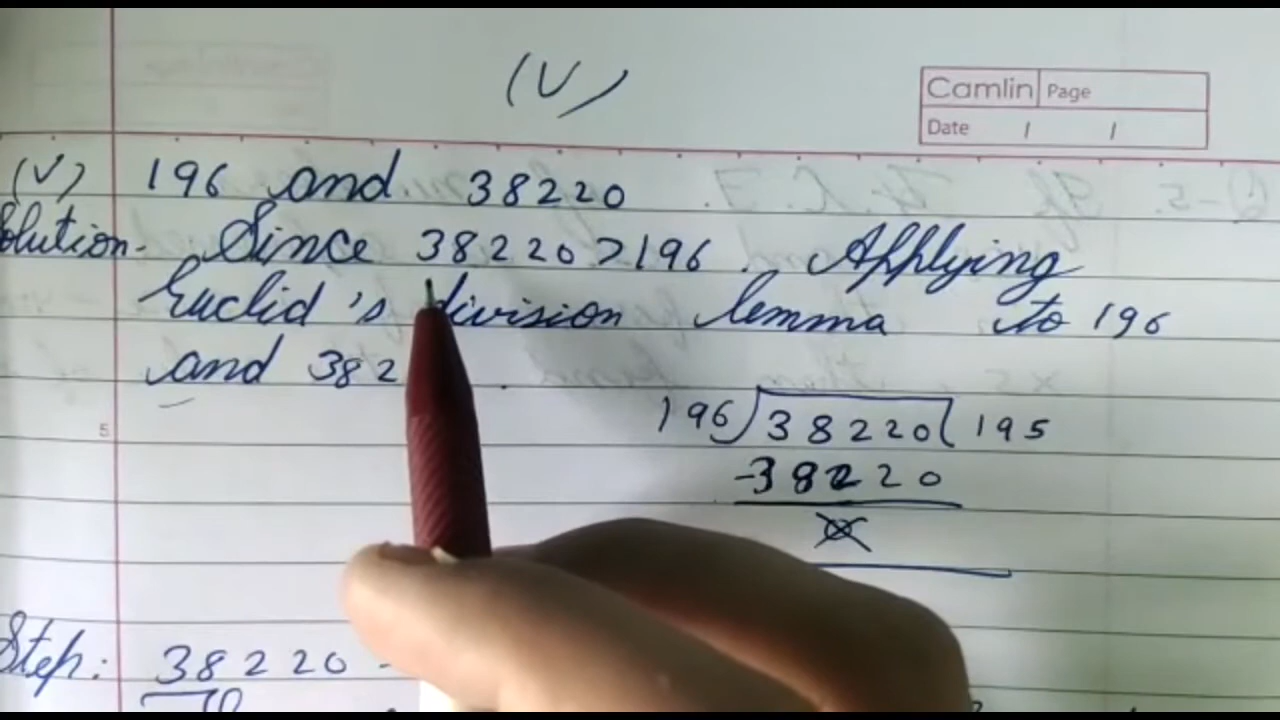 (V)
Camlin Page
Date / /
(V) 196 and 38220
Solution- Since 38220>196. Applying
Euclid's division lemma to 196
and 382
196)38220(195
-38220
0
5
Step: 38220 -